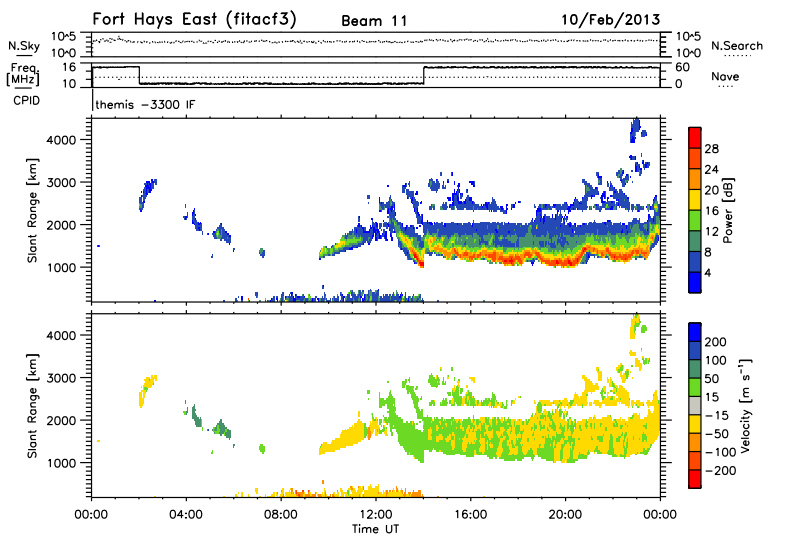 Fort Hays East (fitacf3) Beam 11 10/Feb/2013
N.Sky 10^5 10^0 10^5 10^0 N.Search
Freq. [MHz] 16 10 60 0 Nave
CPID themis −3300 IF
Slant Range [km] 4000 3000 2000 1000
Power [dB] 28 24 20 16 12 8 4
Slant Range [km] 4000 3000 2000 1000
Velocity [m s⁻¹] 200 100 50 15 −15 −50 −100 −200
00:00 04:00 08:00 12:00 16:00 20:00 00:00
Time UT